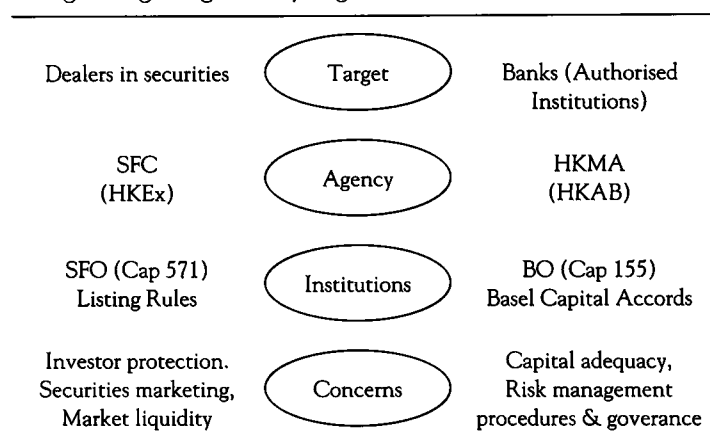 Dealers in securities
Target
Banks (Authorised
Institutions)
SFC
(HKEx)
Agency
HKMA
(HKAB)
SFO (Cap 571)
Listing Rules
Institutions
BO (Cap 155)
Basel Capital Accords
Investor protection.
Securities marketing,
Market liquidity
Concerns
Capital adequacy,
Risk management
procedures & goverance